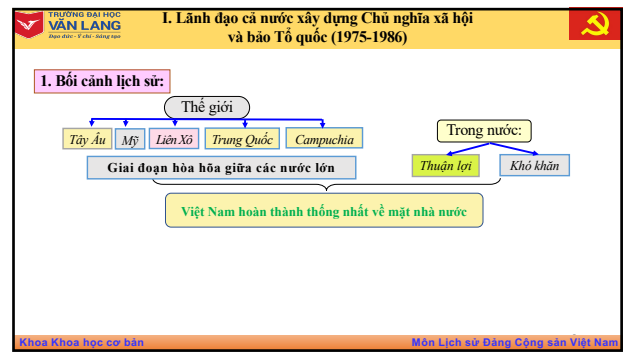 TRƯỜNG ĐẠI HỌC
VĂN LANG
Đạo đức - Ý chí - Sáng tạo
I. Lãnh đạo cả nước xây dựng Chủ nghĩa xã hội
và bảo Tổ quốc (1975-1986)
1. Bối cảnh lịch sử:
Thế giới
Tây Âu
Mỹ
Liên Xô
Trung Quốc
Campuchia
Trong nước:
Giai đoạn hòa hõa giữa các nước lớn
Thuận lợi
Khó khăn
Việt Nam hoàn thành thống nhất về mặt nhà nước
Khoa Khoa học cơ bản
Môn Lịch sử Đảng Cộng sản Việt Nam